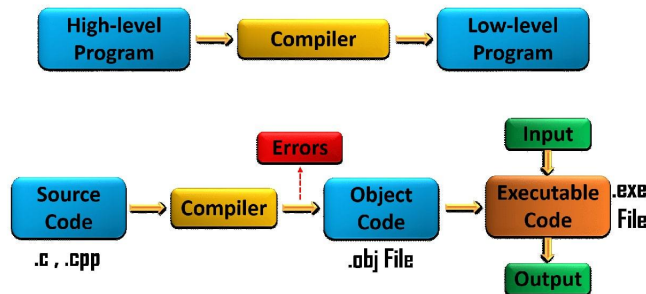 High-level
Program
Compiler
Low-level
Program
Errors
Input
Source
Code
Compiler
Object
Code
Executable
Code
.exe
File
.c , .cpp
.obj File
Output